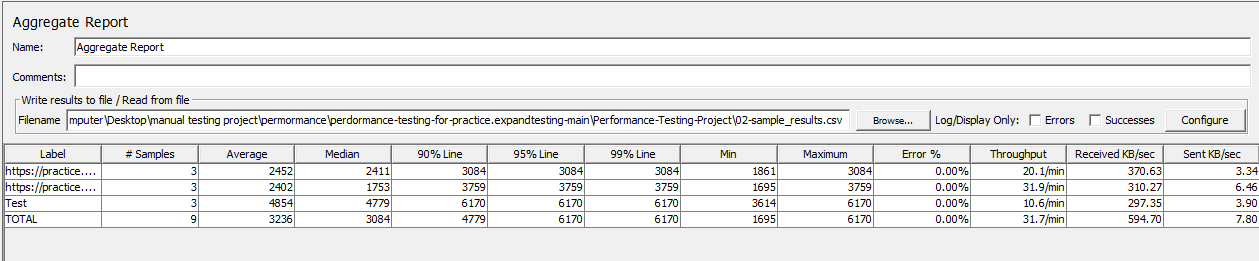 Aggregate Report
Name: Aggregate Report
Comments:
Write results to file / Read from file
Filename mputer\Desktop\manual testing project\permormance\perdormance-testing-for-practice.expandtesting-main\Performance-Testing-Project\02-sample_results.csv Browse... Log/Display Only: Errors Successes Configure
Label # Samples Average Median 90% Line 95% Line 99% Line Min Maximum Error % Throughput Received KB/sec Sent KB/sec
https://practice.... 3 2452 2411 3084 3084 3084 1861 3084 0.00% 20.1/min 370.63 3.34
https://practice.... 3 2402 1753 3759 3759 3759 1695 3759 0.00% 31.9/min 310.27 6.46
Test 3 4854 4779 6170 6170 6170 3614 6170 0.00% 10.6/min 297.35 3.90
TOTAL 9 3236 3084 4779 6170 6170 1695 6170 0.00% 31.7/min 594.70 7.80